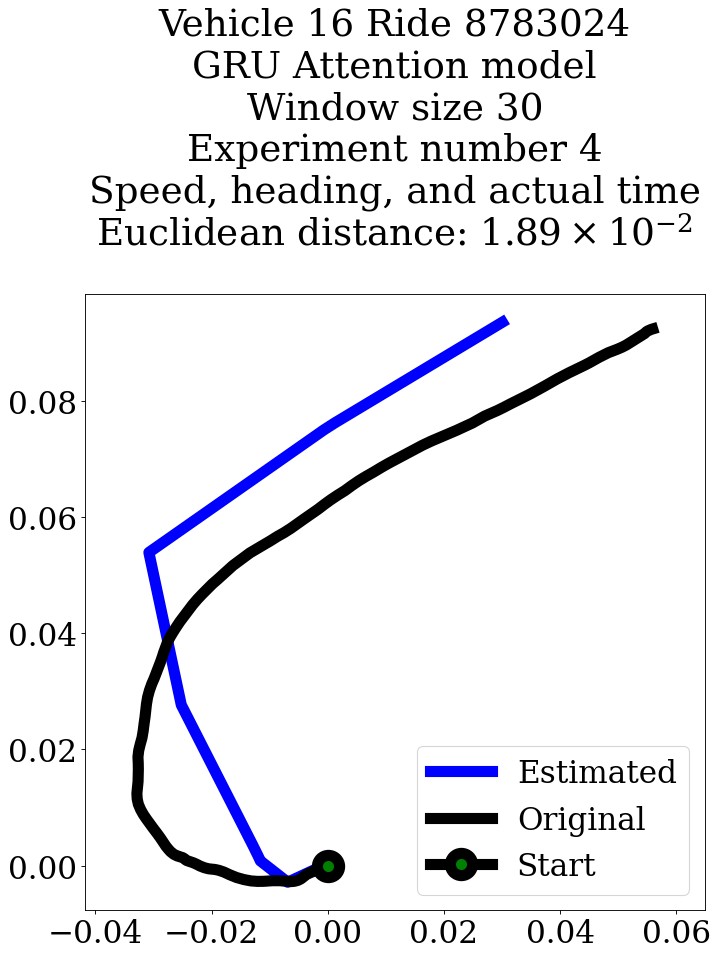 Vehicle 16 Ride 8783024
GRU Attention model
Window size 30
Experiment number 4
Speed, heading, and actual time
Euclidean distance: 1.89 × 10⁻²
0.08
0.06
0.04
0.02
0.00
Estimated
Original
Start
−0.04 −0.02 0.00 0.02 0.04 0.06